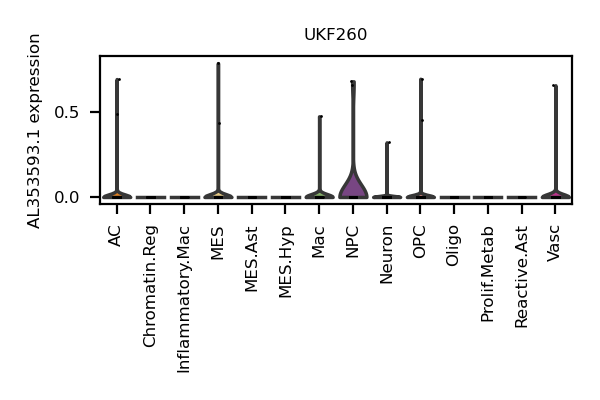 UKF260
AL353593.1 expression
0.5
0.0
AC
Chromatin.Reg
Inflammatory.Mac
MES
MES.Ast
MES.Hyp
Mac
NPC
Neuron
OPC
Oligo
Prolif.Metab
Reactive.Ast
Vasc